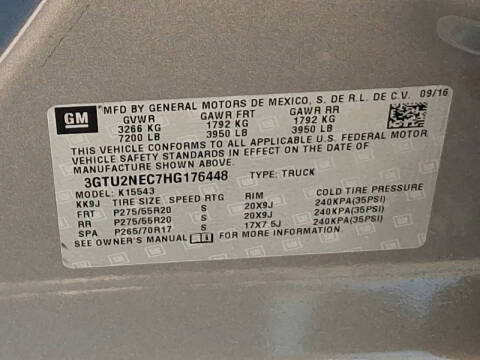 GM MFD BY GENERAL MOTORS DE MEXICO, S. DE R.L. DE C.V. 09/16
GVWR GAWR FRT GAWR RR
3266 KG 1792 KG 1792 KG
7200 LB 3950 LB 3950 LB
THIS VEHICLE CONFORMS TO ALL APPLICABLE U.S. FEDERAL MOTOR
VEHICLE SAFETY STANDARDS IN EFFECT ON THE DATE OF
MANUFACTURE SHOWN ABOVE.
3GTU2NEC7HG176448 TYPE: TRUCK
MODEL: K15543
KK9J TIRE SIZE SPEED RTG RIM COLD TIRE PRESSURE
FRT P275/55R20 S 20X9J 240KPA(35PSI)
RR P275/55R20 S 20X9J 240KPA(35PSI)
SPA P265/70R17 S 17X7.5J 240KPA(35PSI)
SEE OWNER'S MANUAL FOR MORE INFORMATION.